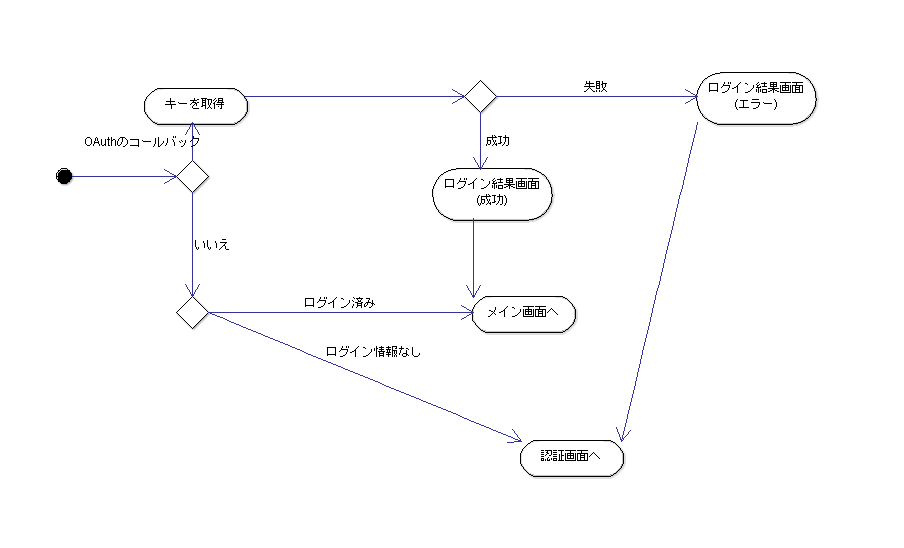 キーを取得
失敗
ログイン結果画面
(エラー)
OAuthのコールバック
成功
ログイン結果画面
(成功)
いいえ
ログイン済み
メイン画面へ
ログイン情報なし
認証画面へ